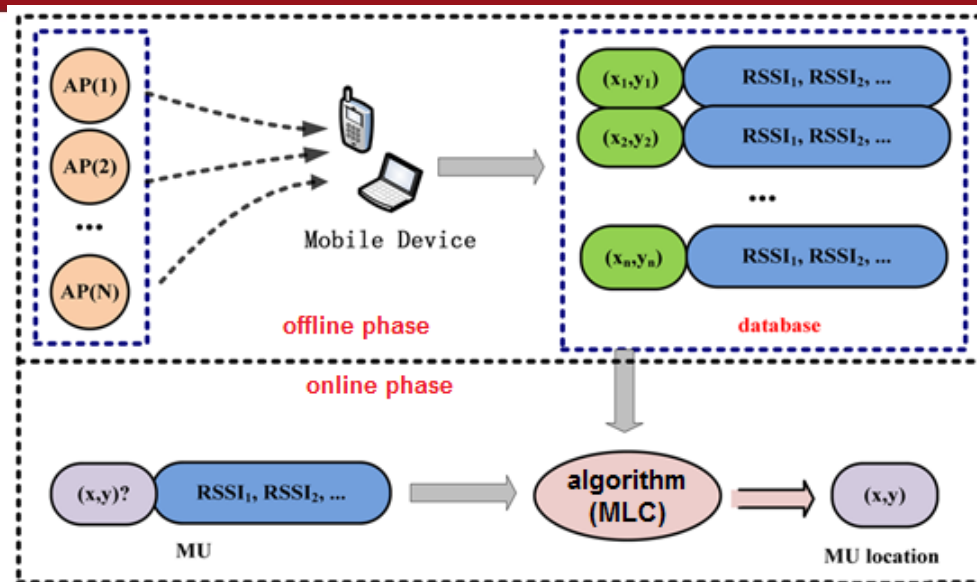 AP(1)
AP(2)
...
AP(N)
Mobile Device
offline phase
(x₁,y₁) RSSI₁, RSSI₂, ...
(x₂,y₂) RSSI₁, RSSI₂, ...
...
(xₙ,yₙ) RSSI₁, RSSI₂, ...
database
online phase
(x,y)? RSSI₁, RSSI₂, ...
MU
algorithm
(MLC)
(x,y)
MU location